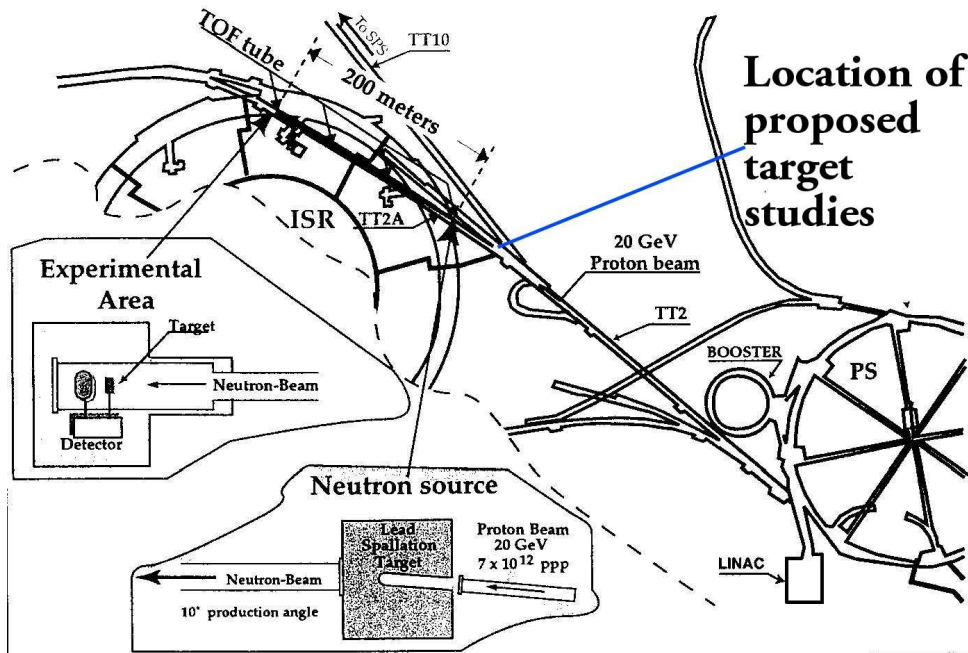 To SPS
TT10
TOF tube
200 meters
Location of
proposed
target
studies
ISR
TT2A
20 GeV
Proton beam
TT2
Experimental
Area
Target
Neutron-Beam
Detector
BOOSTER
PS
Neutron source
Lead
Spallation
Target
Proton Beam
20 GeV
7 x 10¹² ppp
Neutron-Beam
10° production angle
LINAC